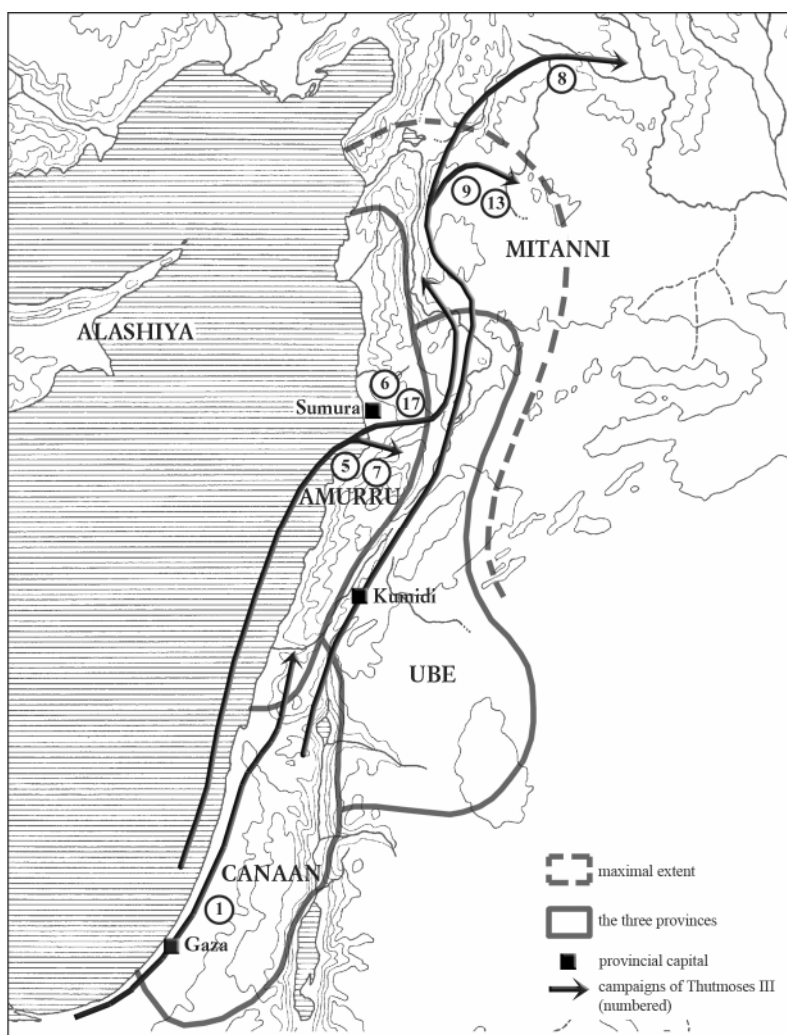 8
9
13
MITANNI
ALASHIYA
6
Sumura
17
5
7
AMURRU
Kumidi
UBE
CANAAN
1
Gaza
maximal extent
the three provinces
provincial capital
campaigns of Thutmoses III
(numbered)